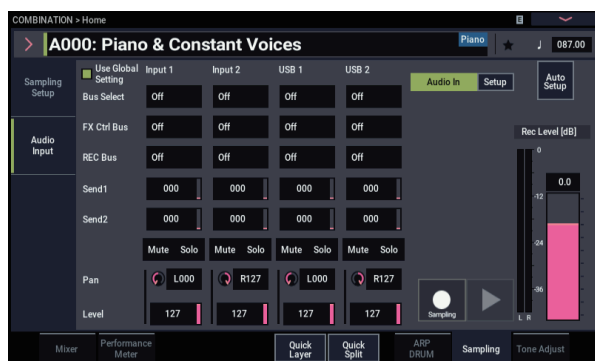 COMBINATION > Home
E
A000: Piano & Constant Voices
Piano
♩ 087.00
Sampling Setup
Audio Input
Use Global Setting
Input 1 Input 2 USB 1 USB 2
Audio In Setup
Auto Setup
Bus Select Off Off Off Off
FX Ctrl Bus Off Off Off Off
REC Bus Off Off Off Off
Send1 000 000 000 000
Send2 000 000 000 000
Mute Solo Mute Solo Mute Solo Mute Solo
Pan L000 R127 L000 R127
Level 127 127 127 127
Sampling
Rec Level [dB]
0
-12
-24
-36
L R
0.0
Mixer
Performance Meter
Quick Layer
Quick Split
ARP DRUM
Sampling
Tone Adjust